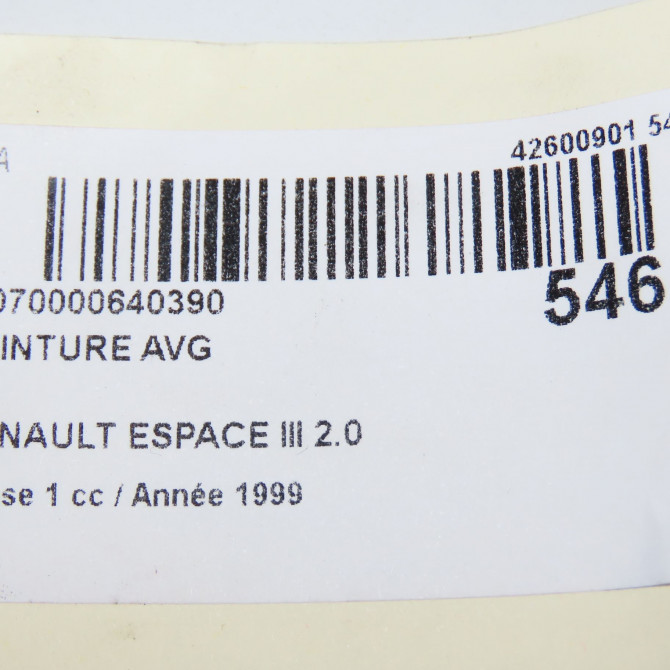 A
42600901 54
070000640390
546
INTURE AVG
NAULT ESPACE III 2.0
se 1 cc / Année 1999